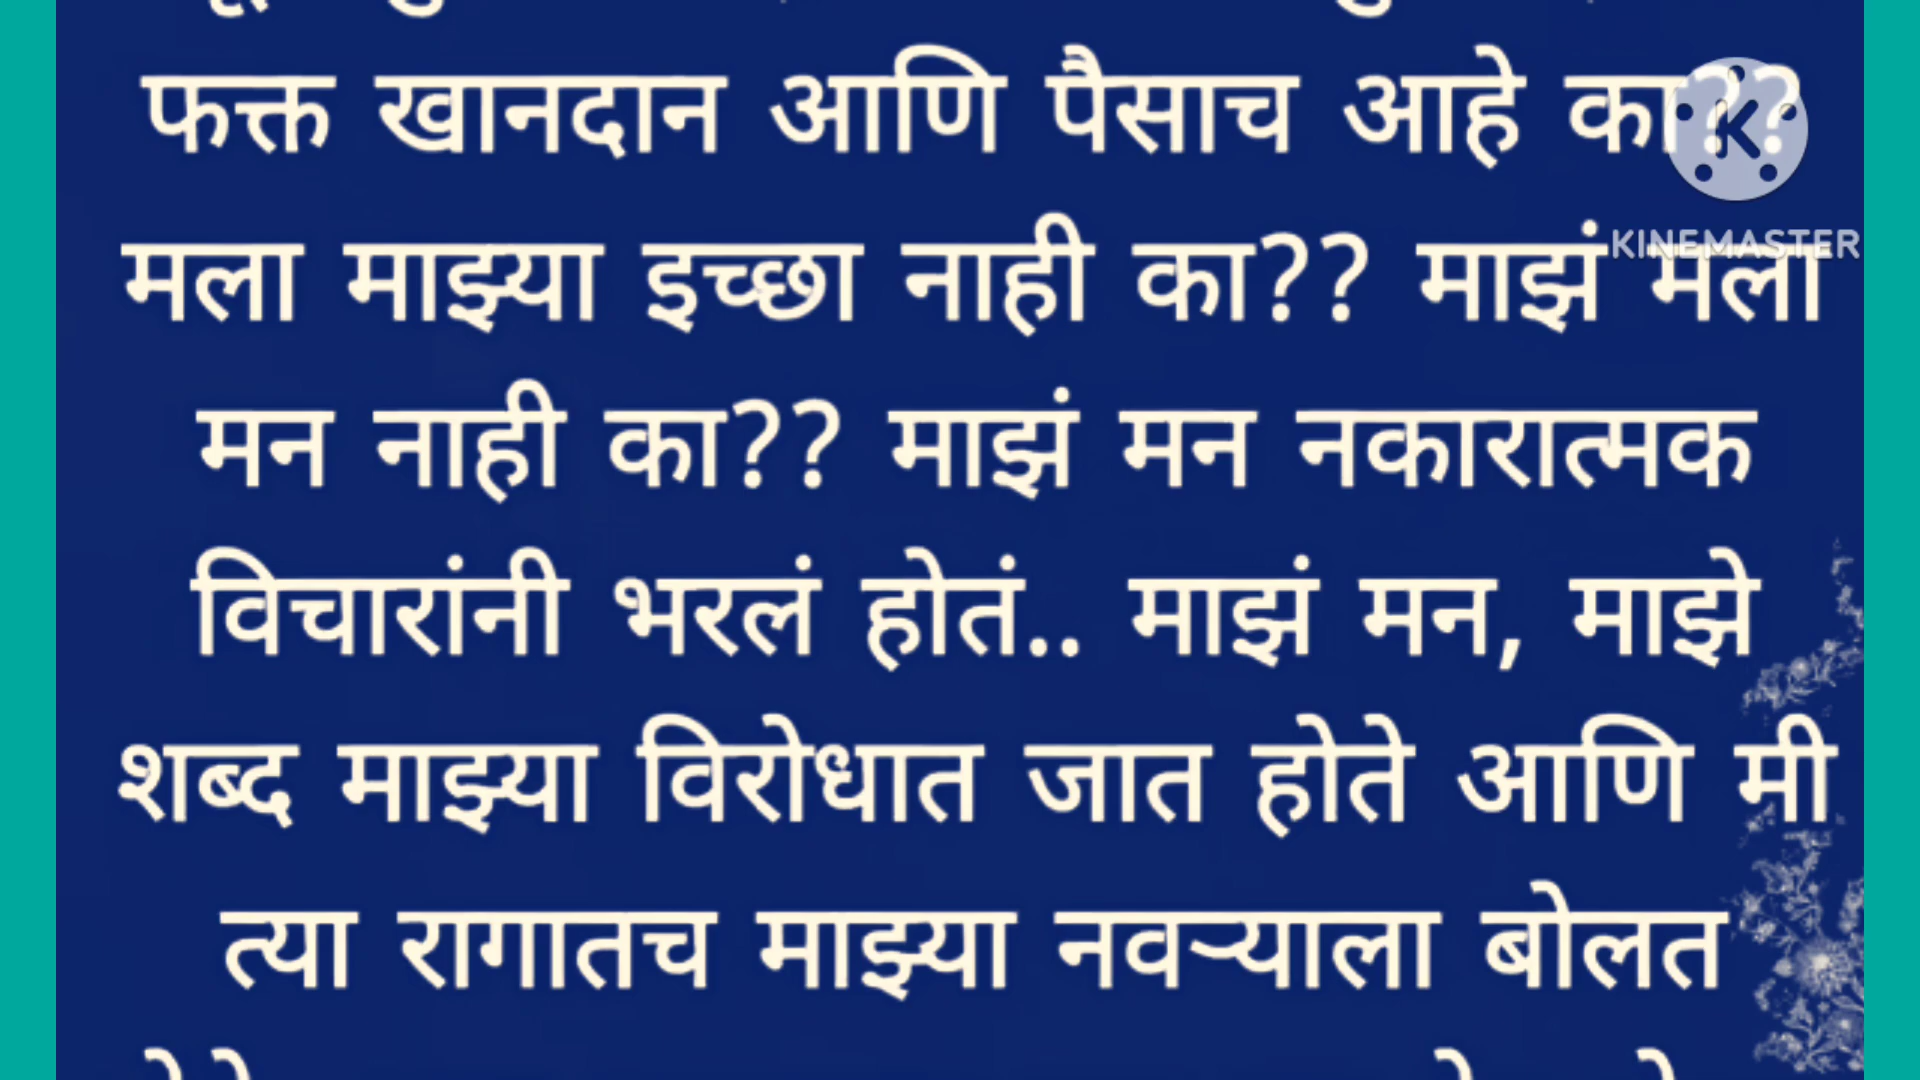 फक्त खानदान आणि पैसाच आहे का??
मला माझ्या इच्छा नाही का?? माझं मला
मन नाही का?? माझं मन नकारात्मक
विचारांनी भरलं होतं.. माझं मन, माझे
शब्द माझ्या विरोधात जात होते आणि मी
त्या रागातच माझ्या नवऱ्याला बोलत
K
KINEMASTER